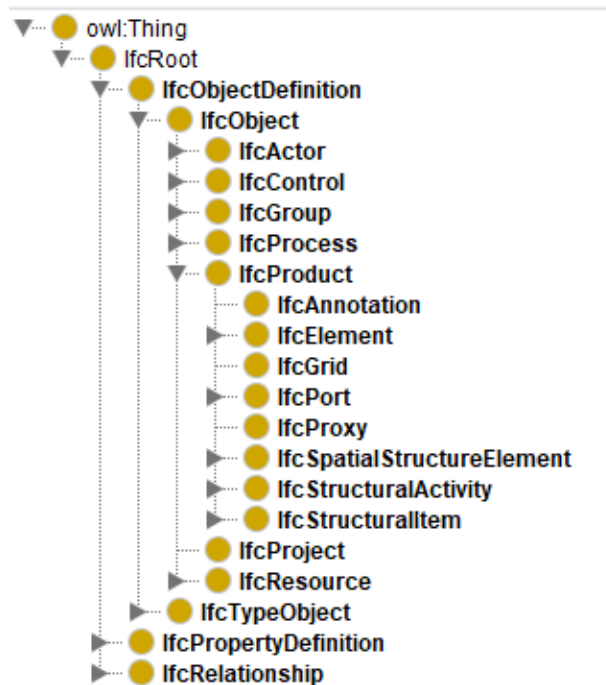 owl:Thing
IfcRoot
IfcObjectDefinition
IfcObject
IfcActor
IfcControl
IfcGroup
IfcProcess
IfcProduct
IfcAnnotation
IfcElement
IfcGrid
IfcPort
IfcProxy
IfcSpatialStructureElement
IfcStructuralActivity
IfcStructuralItem
IfcProject
IfcResource
IfcTypeObject
IfcPropertyDefinition
IfcRelationship